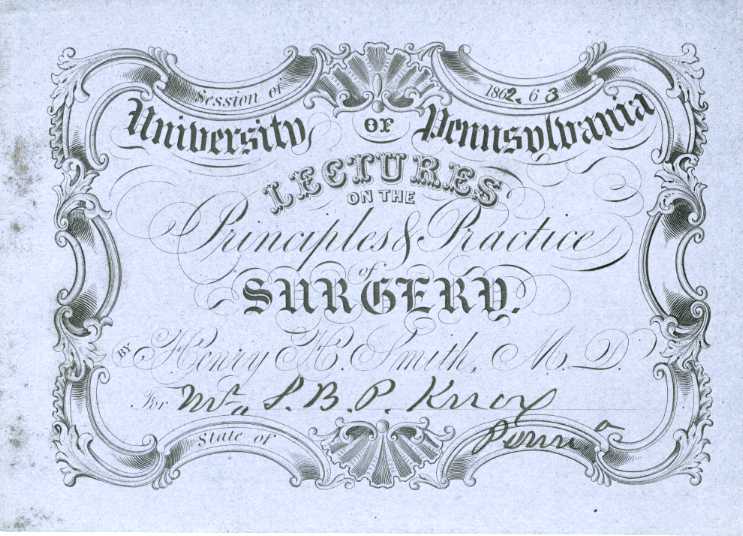 Session of 1862.63
University of Pennsylvania
LECTURES
ON THE
Principles & Practice
of
SURGERY.
BY Henry H. Smith, M.D.
For Mr. S. B. P. Knox
State of Penna